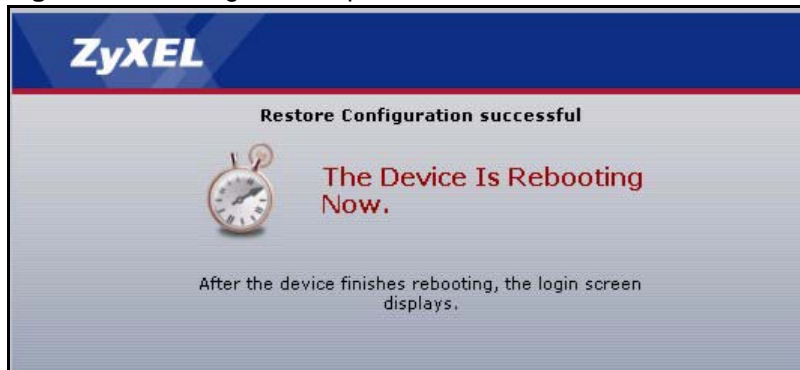 ZyXEL
Restore Configuration successful
The Device Is Rebooting
Now.
After the device finishes rebooting, the login screen
displays.